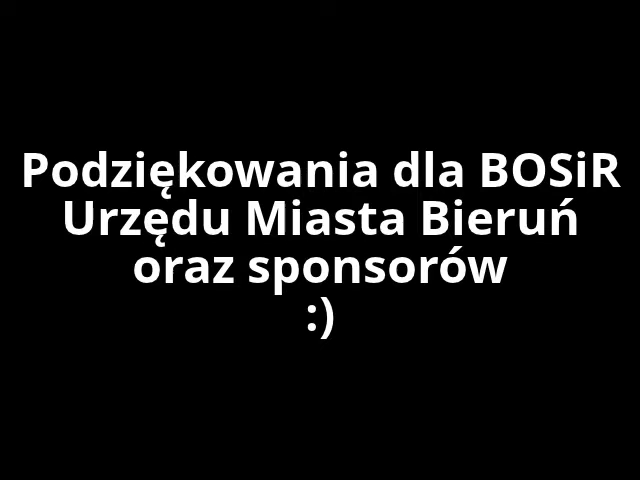 Podziękowania dla BOSiR
Urzędu Miasta Bieruń
oraz sponsorów
:)